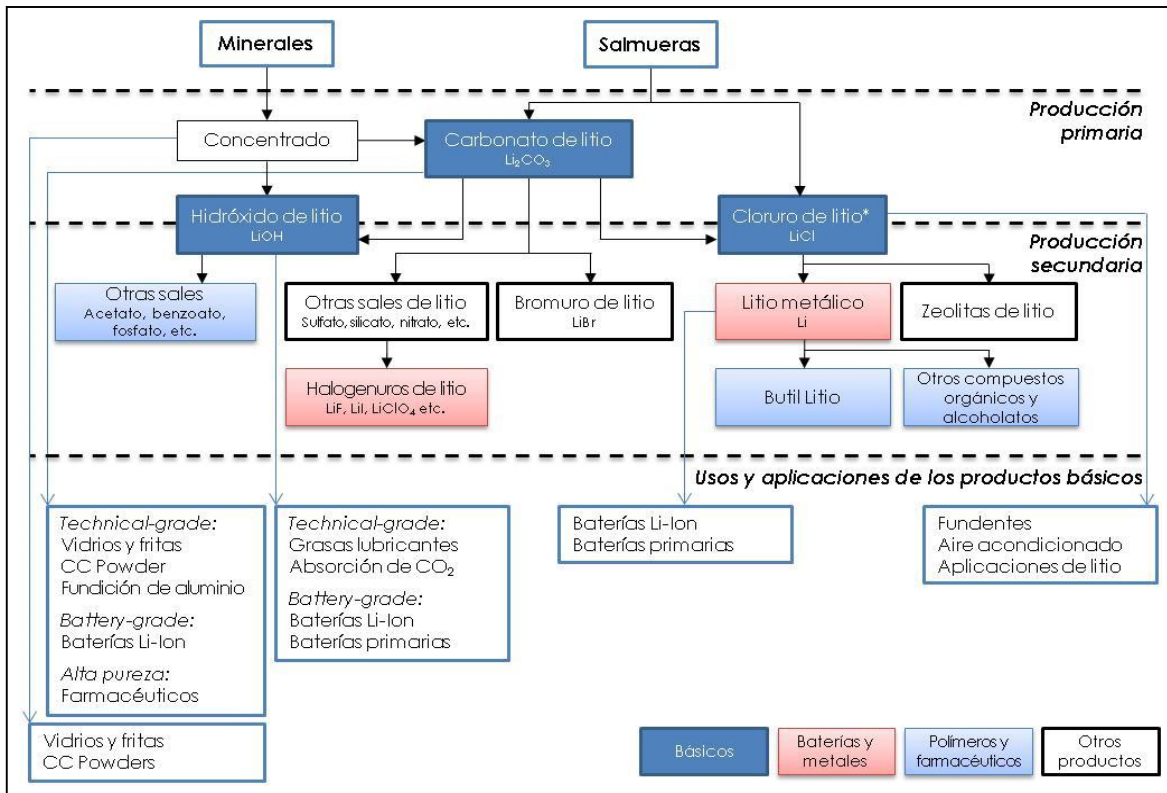 Minerales
Salmueras
Producción
primaria
Concentrado
Carbonato de litio
Li₂CO₃
Hidróxido de litio
LiOH
Cloruro de litio*
LiCl
Producción
secundaria
Otras sales
Acetato, benzoato,
fosfato, etc.
Otras sales de litio
Sulfato, silicato, nitrato, etc.
Bromuro de litio
LiBr
Litio metálico
Li
Zeolitas de litio
Halogenuros de litio
LiF, LiI, LiClO₄ etc.
Butil Litio
Otros compuestos
orgánicos y
alcoholatos
Usos y aplicaciones de los productos básicos
Technical-grade:
Vidrios y fritas
CC Powder
Fundición de aluminio
Battery-grade:
Baterías Li-Ion
Alta pureza:
Farmacéuticos
Technical-grade:
Grasas lubricantes
Absorción de CO₂
Battery-grade:
Baterías Li-Ion
Baterías primarias
Baterías Li-Ion
Baterías primarias
Fundentes
Aire acondicionado
Aplicaciones de litio
Vidrios y fritas
CC Powders
Básicos
Baterías y
metales
Polímeros y
farmacéuticos
Otros
productos